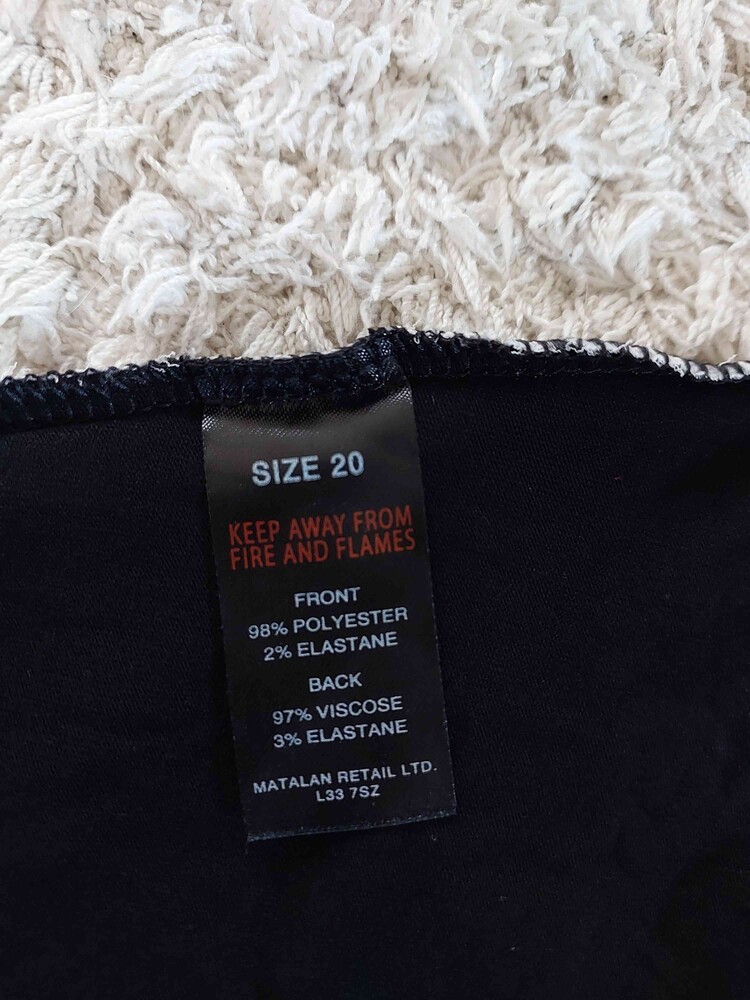 SIZE 20
KEEP AWAY FROM
FIRE AND FLAMES
FRONT
98% POLYESTER
2% ELASTANE
BACK
97% VISCOSE
3% ELASTANE
MATALAN RETAIL LTD.
L33 7SZ